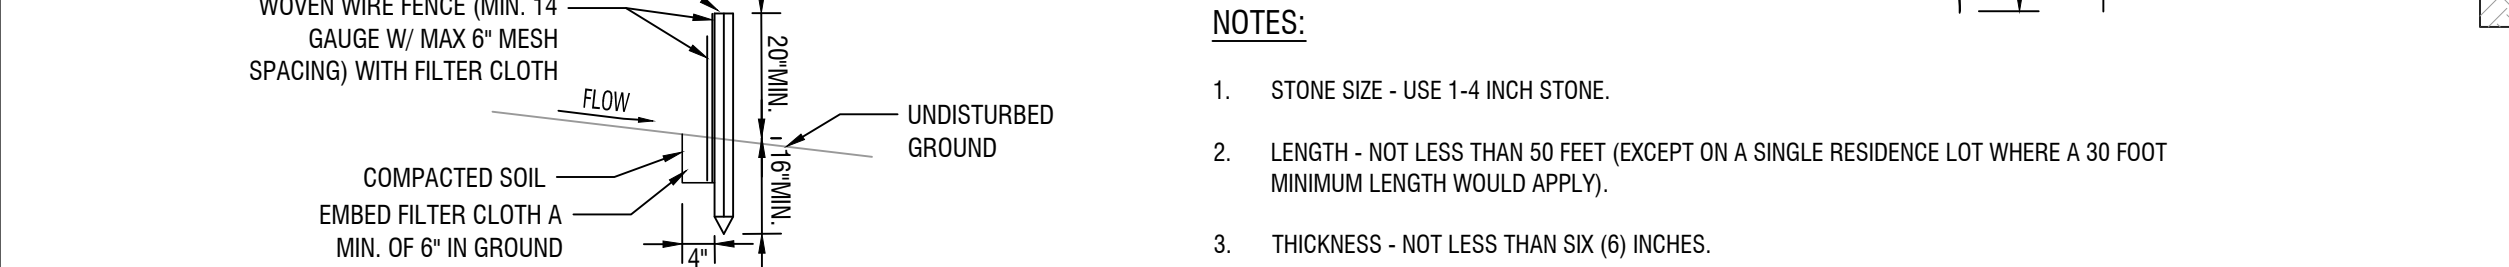 WOVEN WIRE FENCE (MIN. 14
GAUGE W/ MAX 6" MESH
SPACING) WITH FILTER CLOTH
FLOW
20"MIN.
UNDISTURBED
GROUND
COMPACTED SOIL
16"MIN.
EMBED FILTER CLOTH A
MIN. OF 6" IN GROUND
4"
NOTES:
1. STONE SIZE - USE 1-4 INCH STONE.
2. LENGTH - NOT LESS THAN 50 FEET (EXCEPT ON A SINGLE RESIDENCE LOT WHERE A 30 FOOT
MINIMUM LENGTH WOULD APPLY).
3. THICKNESS - NOT LESS THAN SIX (6) INCHES.